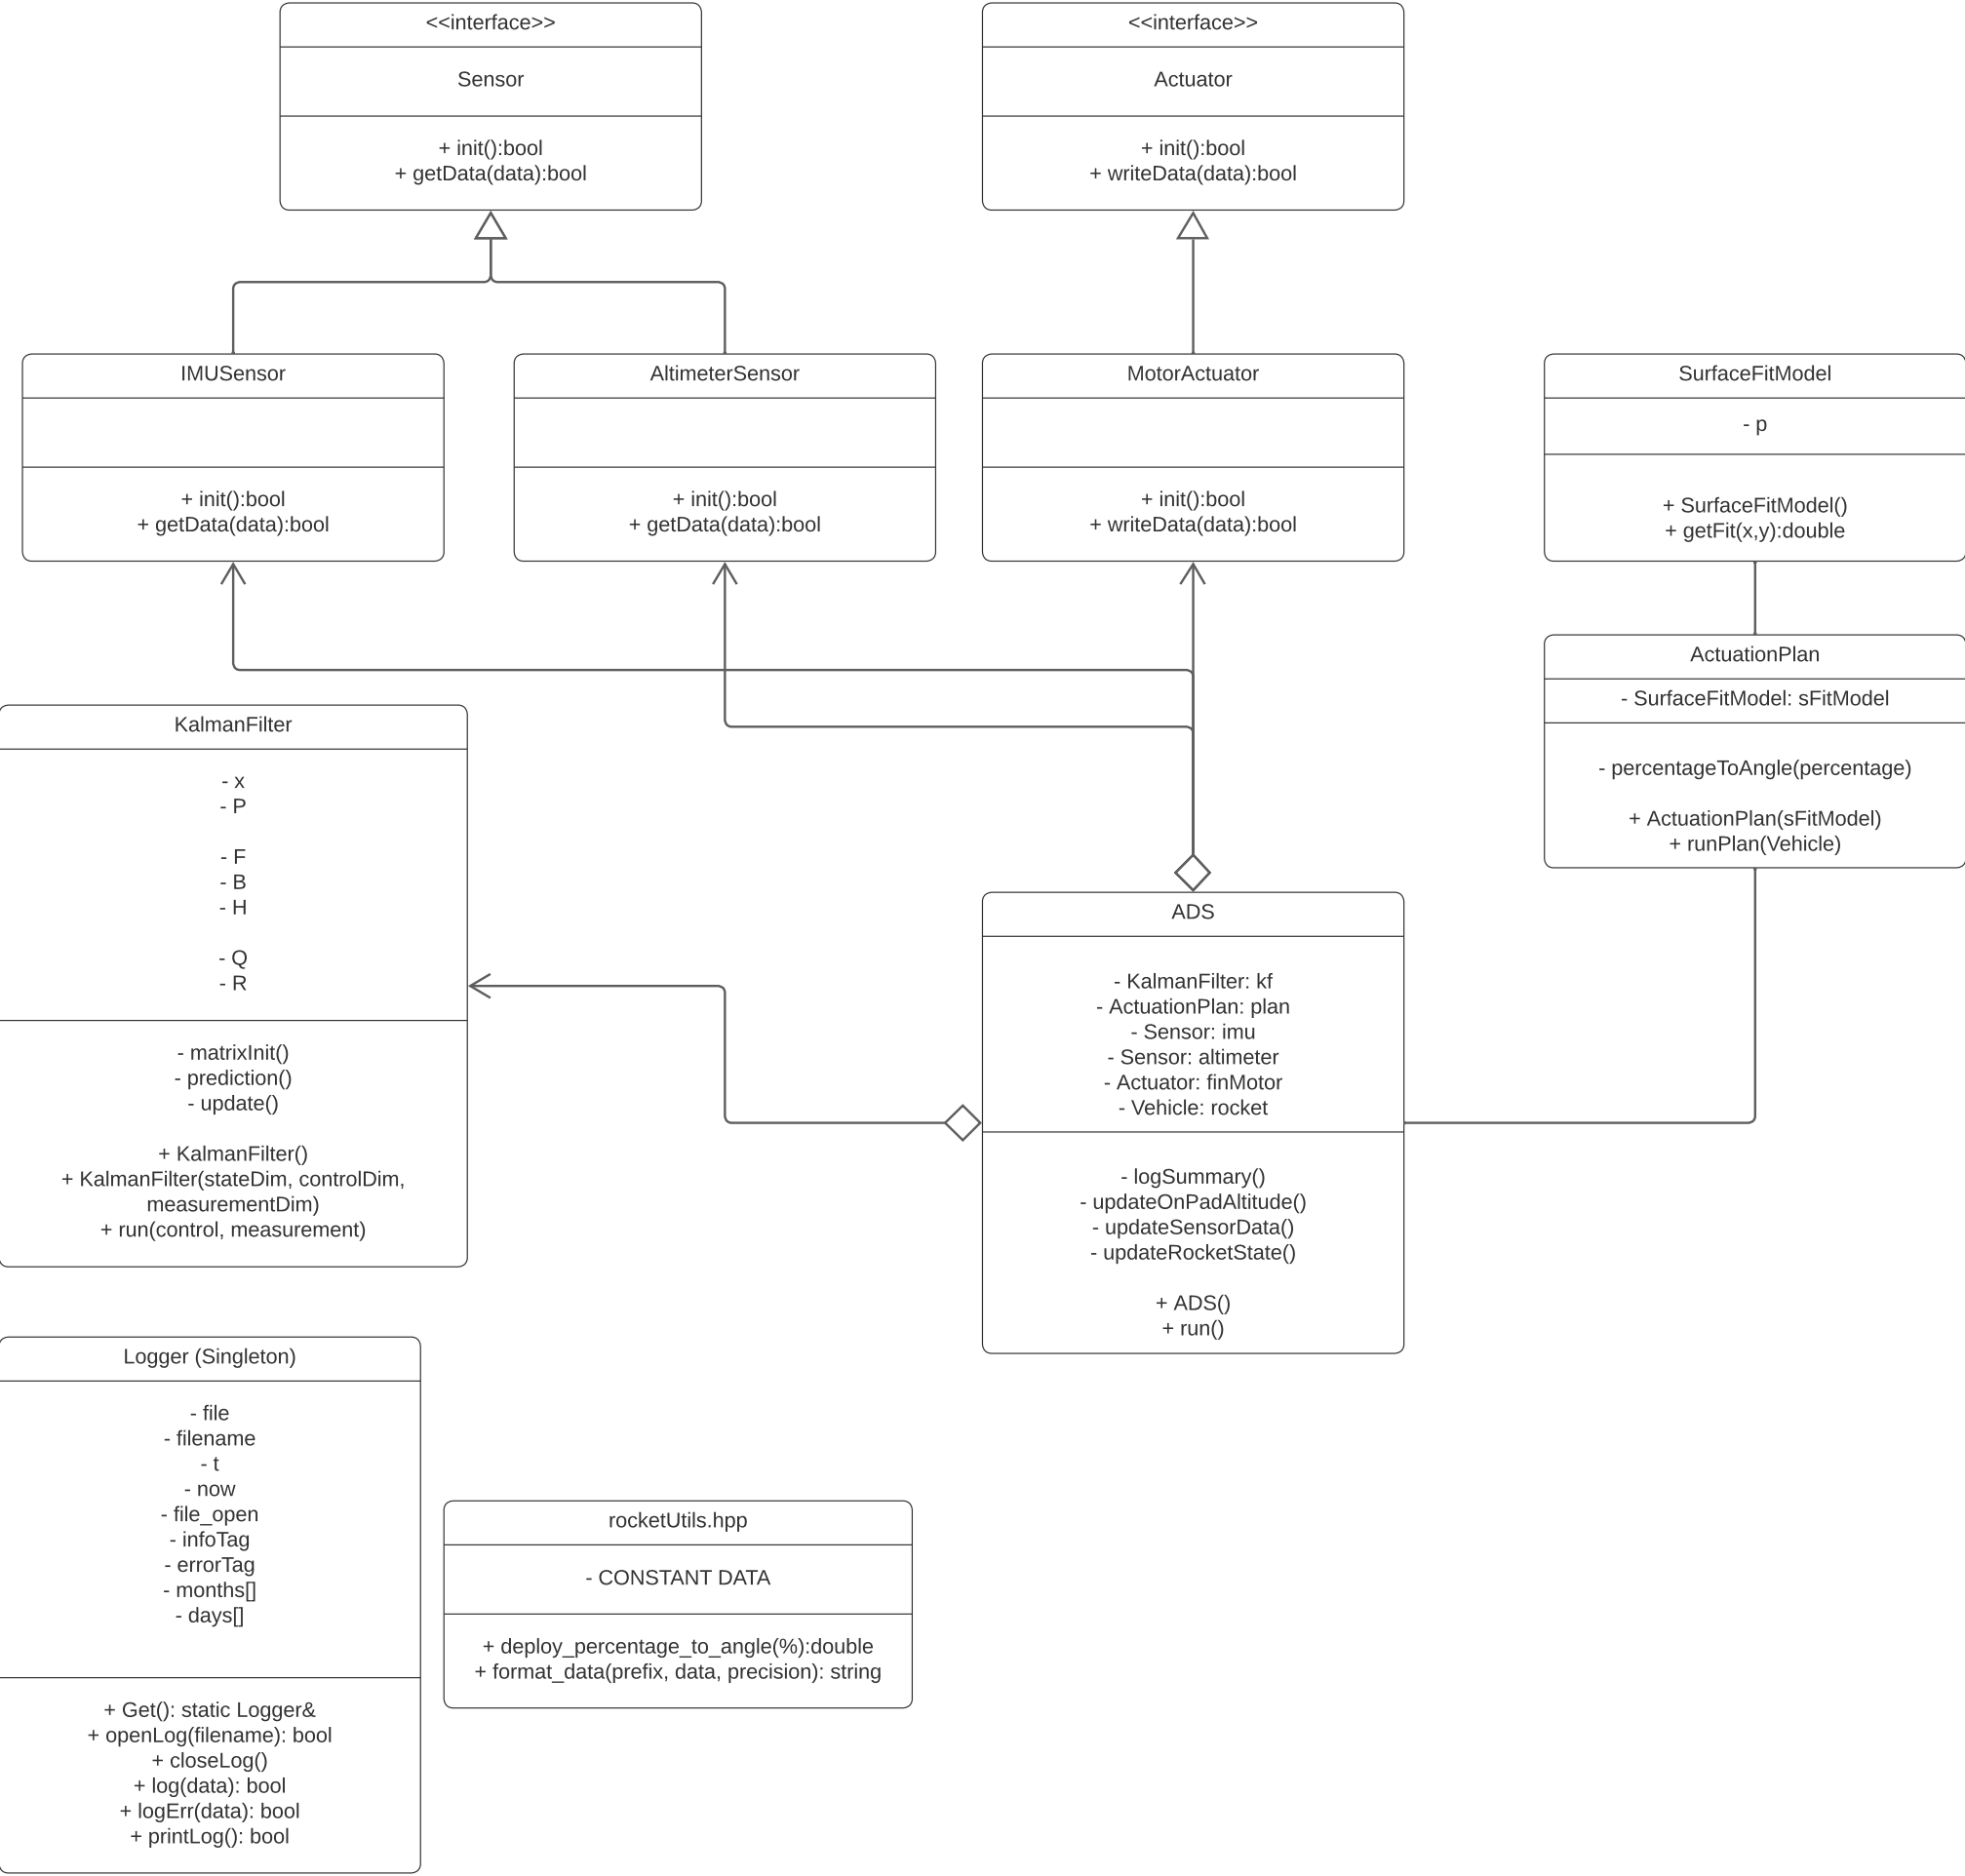 <<interface>>
Sensor
+ init():bool
+ getData(data):bool
<<interface>>
Actuator
+ init():bool
+ writeData(data):bool
IMUSensor
+ init():bool
+ getData(data):bool
AltimeterSensor
+ init():bool
+ getData(data):bool
MotorActuator
+ init():bool
+ writeData(data):bool
SurfaceFitModel
- p
+ SurfaceFitModel()
+ getFit(x,y):double
ActuationPlan
- SurfaceFitModel: sFitModel
- percentageToAngle(percentage)
+ ActuationPlan(sFitModel)
+ runPlan(Vehicle)
KalmanFilter
- x
- P
- F
- B
- H
- Q
- R
- matrixInit()
- prediction()
- update()
+ KalmanFilter()
+ KalmanFilter(stateDim, controlDim,
measurementDim)
+ run(control, measurement)
ADS
- KalmanFilter: kf
- ActuationPlan: plan
- Sensor: imu
- Sensor: altimeter
- Actuator: finMotor
- Vehicle: rocket
- logSummary()
- updateOnPadAltitude()
- updateSensorData()
- updateRocketState()
+ ADS()
+ run()
Logger (Singleton)
- file
- filename
- t
- now
- file_open
- infoTag
- errorTag
- months[]
- days[]
+ Get(): static Logger&
+ openLog(filename): bool
+ closeLog()
+ log(data): bool
+ logErr(data): bool
+ printLog(): bool
rocketUtils.hpp
- CONSTANT DATA
+ deploy_percentage_to_angle(%):double
+ format_data(prefix, data, precision): string